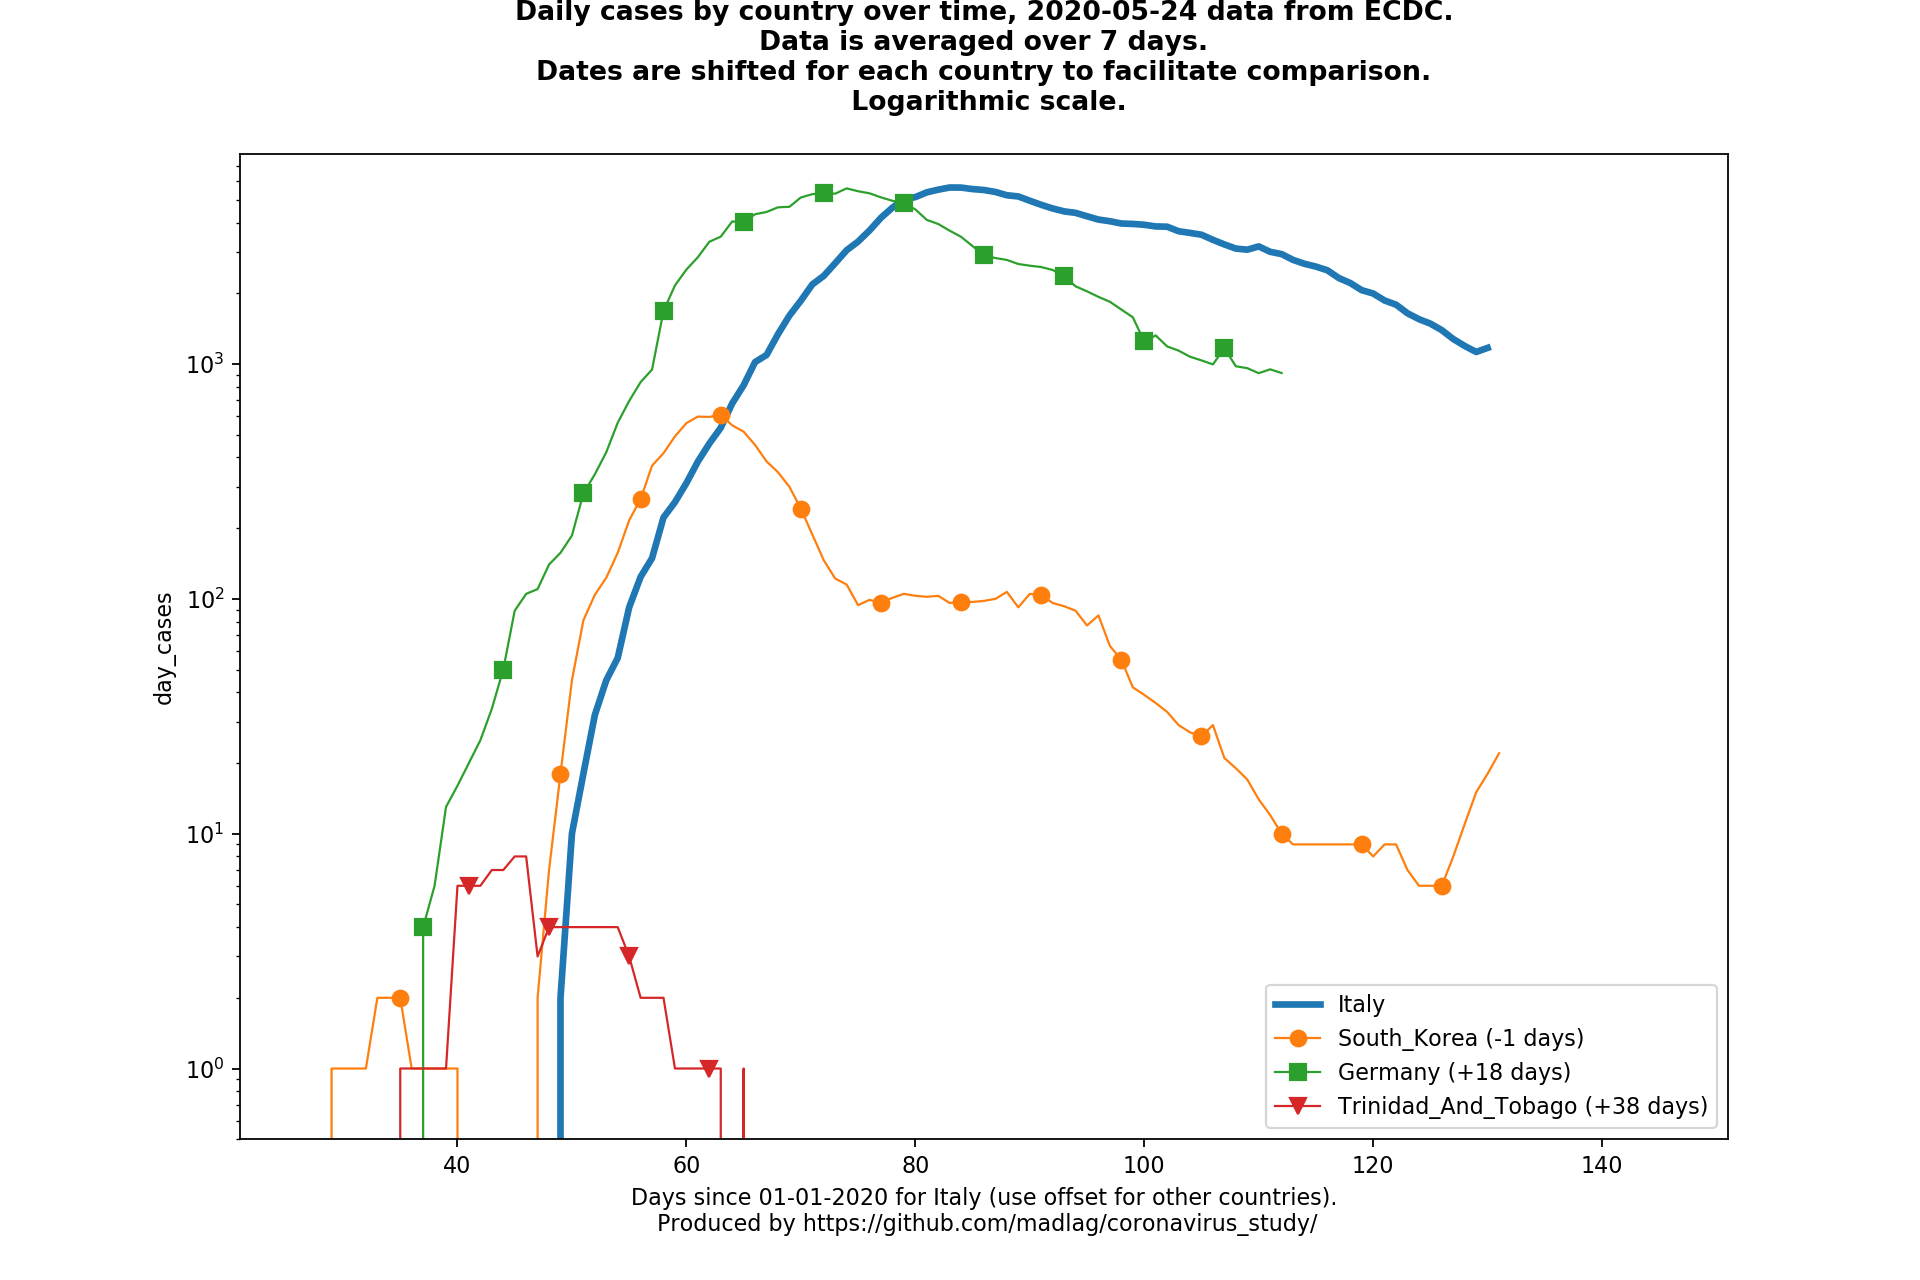 Daily cases by country over time, 2020-05-24 data from ECDC.
Data is averaged over 7 days.
Dates are shifted for each country to facilitate comparison.
Logarithmic scale.
day_cases
10³
10²
10¹
10⁰
40 60 80 100 120 140
Italy
South_Korea (-1 days)
Germany (+18 days)
Trinidad_And_Tobago (+38 days)
Days since 01-01-2020 for Italy (use offset for other countries).
Produced by https://github.com/madlag/coronavirus_study/